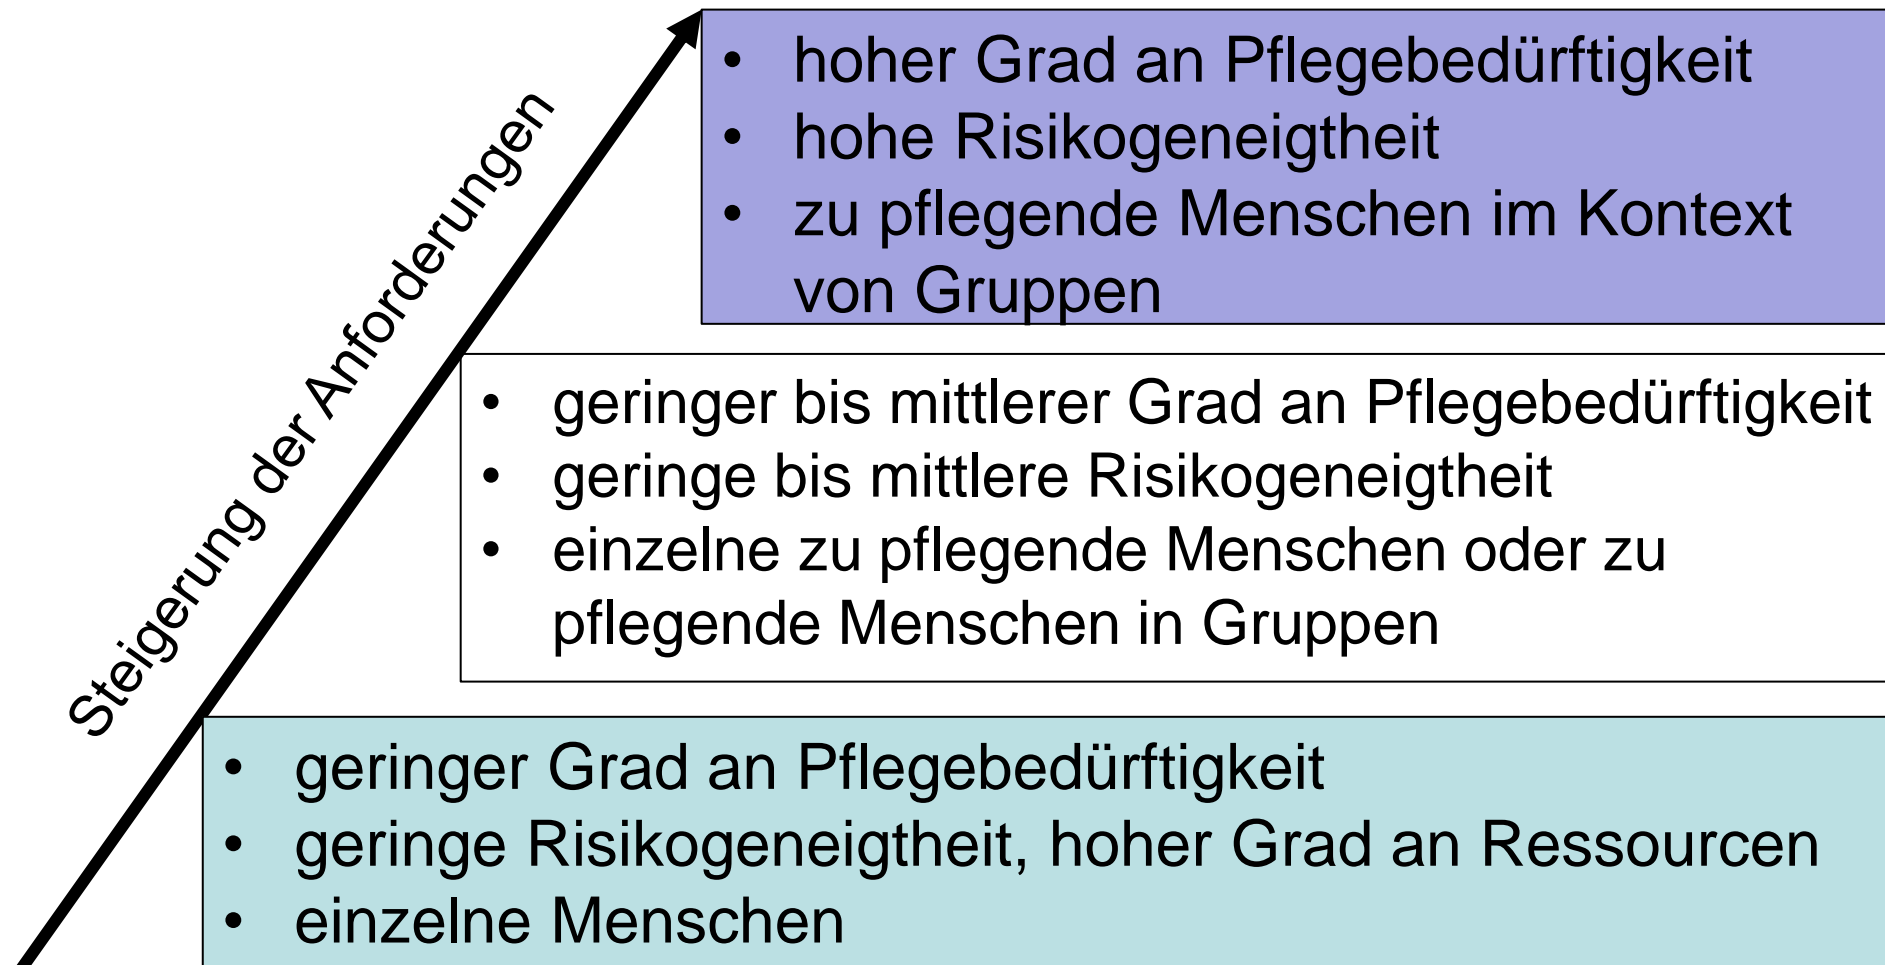 Steigerung der Anforderungen
• hoher Grad an Pflegebedürftigkeit
• hohe Risikogeneigtheit
• zu pflegende Menschen im Kontext
von Gruppen
• geringer bis mittlerer Grad an Pflegebedürftigkeit
• geringe bis mittlere Risikogeneigtheit
• einzelne zu pflegende Menschen oder zu
pflegende Menschen in Gruppen
• geringer Grad an Pflegebedürftigkeit
• geringe Risikogeneigtheit, hoher Grad an Ressourcen
• einzelne Menschen